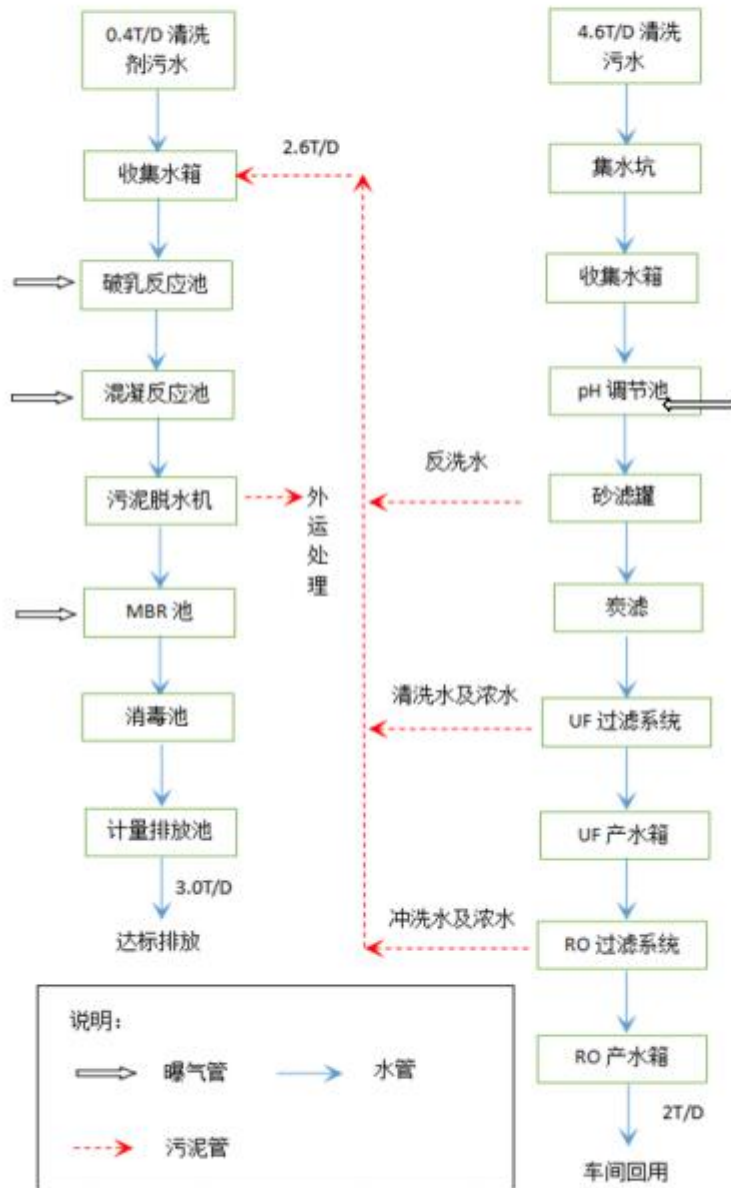 0.4T/D 清洗
剂污水
收集水箱
破乳反应池
混凝反应池
污泥脱水机
MBR 池
消毒池
计量排放池
3.0T/D
达标排放
2.6T/D
外
运
处
理
反洗水
清洗水及浓水
冲洗水及浓水
4.6T/D 清洗
污水
集水坑
收集水箱
pH 调节池
砂滤罐
炭滤
UF 过滤系统
UF 产水箱
RO 过滤系统
RO 产水箱
2T/D
车间回用
说明：
曝气管
水管
污泥管